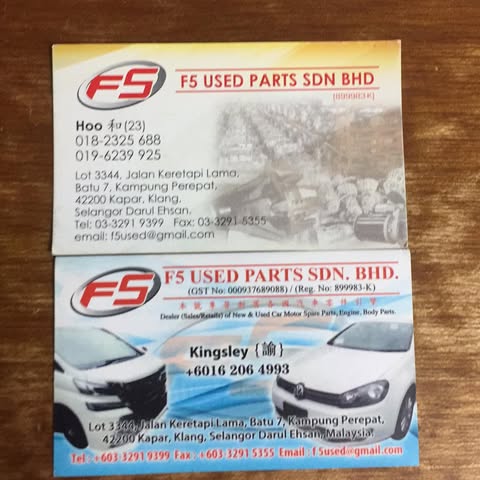 F5
F5 USED PARTS SDN BHD
(899983-K)
Hoo 和(23)
018-2325 688
019-6239 925
Lot 3344, Jalan Keretapi Lama,
Batu 7, Kampung Perepat,
42200 Kapar, Klang.
Selangor Darul Ehsan.
Tel: 03-3291 9399 Fax: 03-3291 5355
email: f5used@gmail.com
F5
F5 USED PARTS SDN. BHD.
(GST No: 000937689088) / (Reg. No: 899983-K)
Dealer (Sales/Retails) of New & Used Car Motor Spare Parts, Engine, Body Parts.
Kingsley {諭}
+6016 206 4993
Lot 3344, Jalan Keretapi Lama, Batu 7, Kampung Perepat,
42200 Kapar, Klang, Selangor Darul Ehsan, Malaysia.
Tel : +603-3291 9399 Fax : +603-3291 5355 Email : f5used@gmail.com